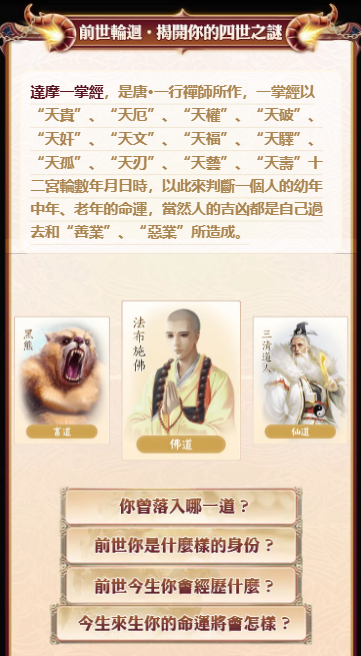 前世輪迴·揭開你的四世之謎
達摩一掌經，是唐·一行禪師所作，一掌經以
“天貴”、“天厄”、“天權”、“天破”、
“天奸”、“天文”、“天福”、“天驛”、
“天孤”、“天刃”、“天藝”、“天壽”十
二宮輪數年月日時，以此來判斷一個人的幼年
中年、老年的命運，當然人的吉凶都是自己過
去和“善業”、“惡業”所造成。
黑熊
畜道
法布施佛
佛道
三清道人
仙道
你曾落入哪一道？
前世你是什麼樣的身份？
前世今生你會經歷什麼？
今生來生你的命運將會怎樣？